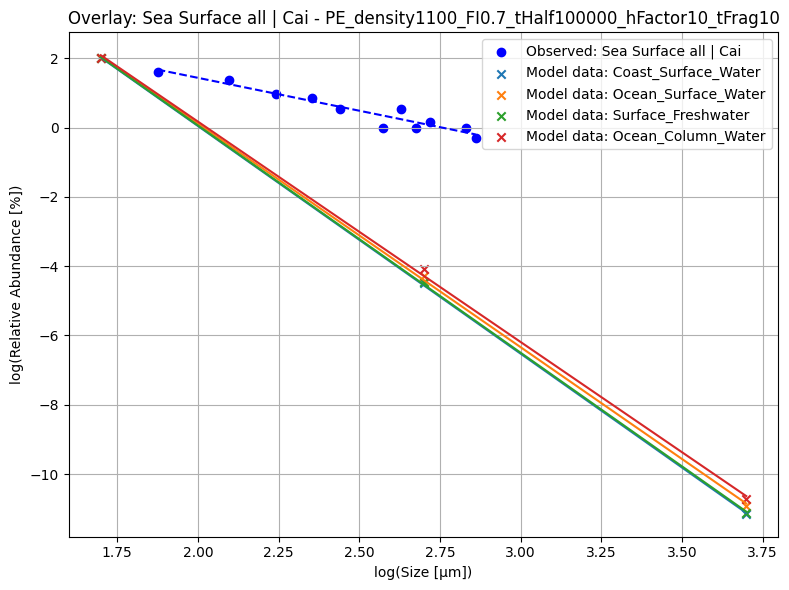 Overlay: Sea Surface all | Cai - PE_density1100_FI0.7_tHalf100000_hFactor10_tFrag10
Observed: Sea Surface all | Cai
Model data: Coast_Surface_Water
Model data: Ocean_Surface_Water
Model data: Surface_Freshwater
Model data: Ocean_Column_Water
log(Relative Abundance [%])
2
0
−2
−4
−6
−8
−10
1.75
2.00
2.25
2.50
2.75
3.00
3.25
3.50
3.75
log(Size [μm])